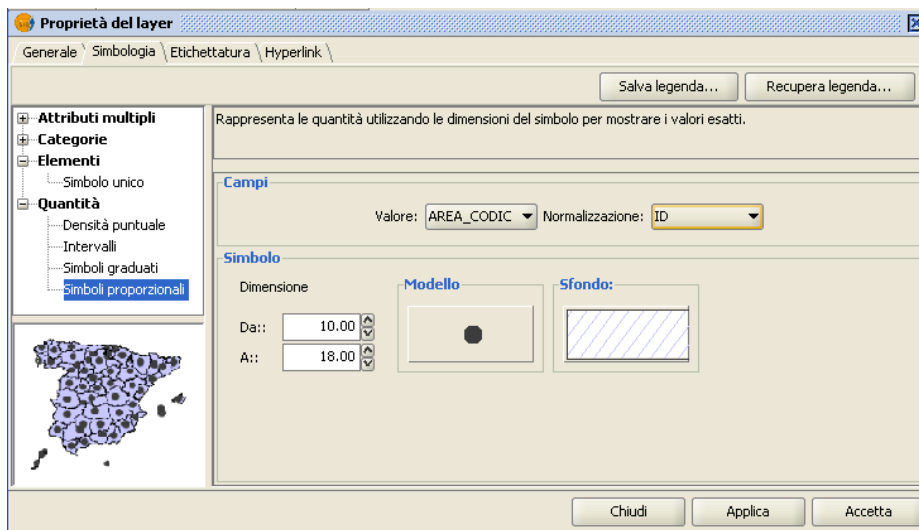 Proprietà del layer
Generale Simbologia Etichettatura Hyperlink
Salva legenda... Recupera legenda...
Attributi multipli
Categorie
Elementi
Simbolo unico
Quantità
Densità puntuale
Intervalli
Simboli graduati
Simboli proporzionali
Rappresenta le quantità utilizzando le dimensioni del simbolo per mostrare i valori esatti.
Campi
Valore: AREA_CODIC Normalizzazione: ID
Simbolo
Dimensione
Da:: 10.00
A:: 18.00
Modello
Sfondo:
Chiudi Applica Accetta